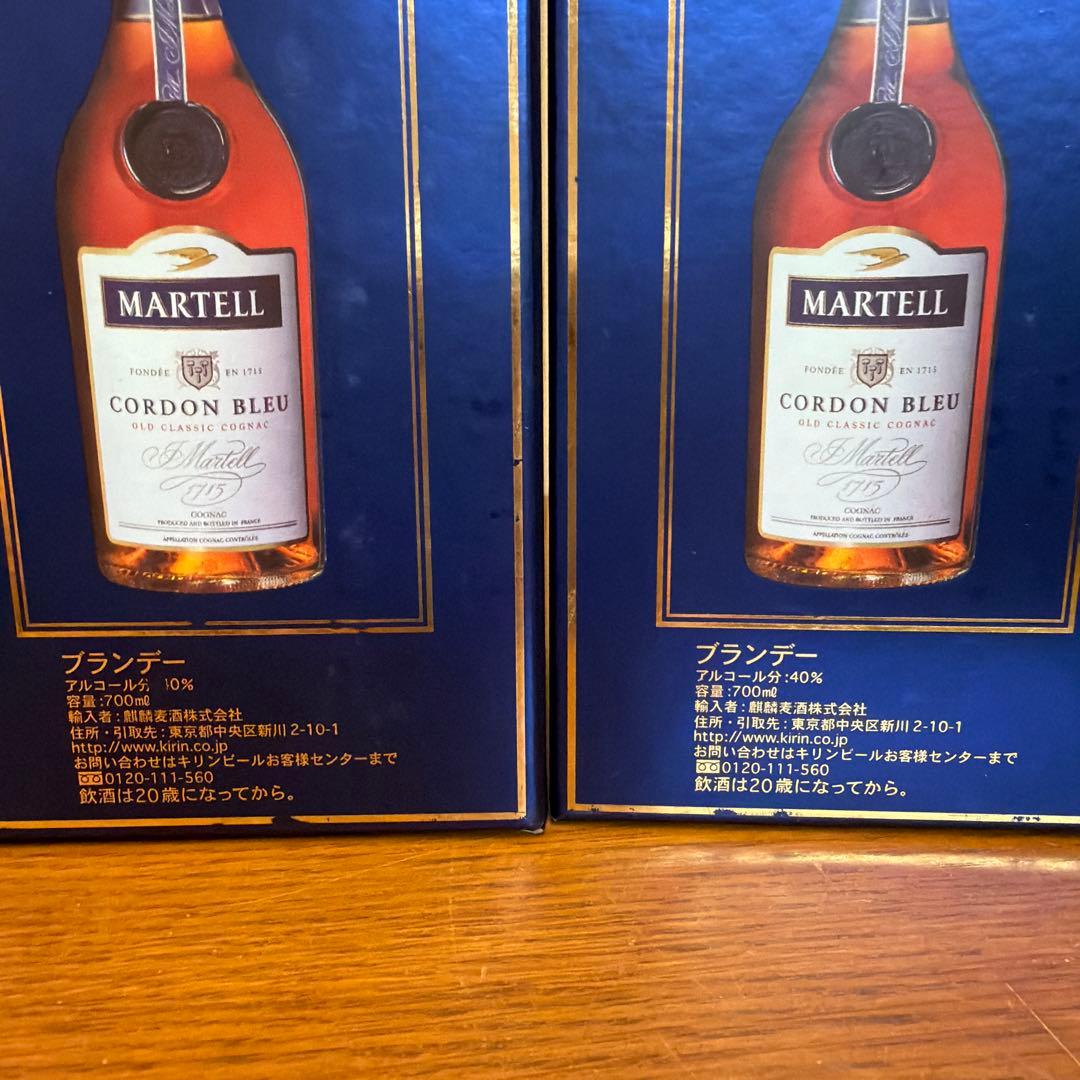 MARTELL
FONDÉE EN 1715
CORDON BLEU
OLD CLASSIC COGNAC
J Martell
1715
COGNAC
PRODUCED AND BOTTLED IN FRANCE
APPELLATION COGNAC CONTRÔLÉE
ブランデー
アルコール分 40%
容量:700mℓ
輸入者:麒麟麦酒株式会社
住所・引取先:東京都中央区新川2-10-1
http://www.kirin.co.jp
お問い合わせはキリンビールお客様センターまで
0120-111-560
飲酒は20歳になってから。
MARTELL
FONDÉE EN 1715
CORDON BLEU
OLD CLASSIC COGNAC
J Martell
1715
COGNAC
PRODUCED AND BOTTLED IN FRANCE
APPELLATION COGNAC CONTRÔLÉE
ブランデー
アルコール分:40%
容量:700mℓ
輸入者:麒麟麦酒株式会社
住所・引取先:東京都中央区新川2-10-1
http://www.kirin.co.jp
お問い合わせはキリンビールお客様センターまで
0120-111-560
飲酒は20歳になってから。